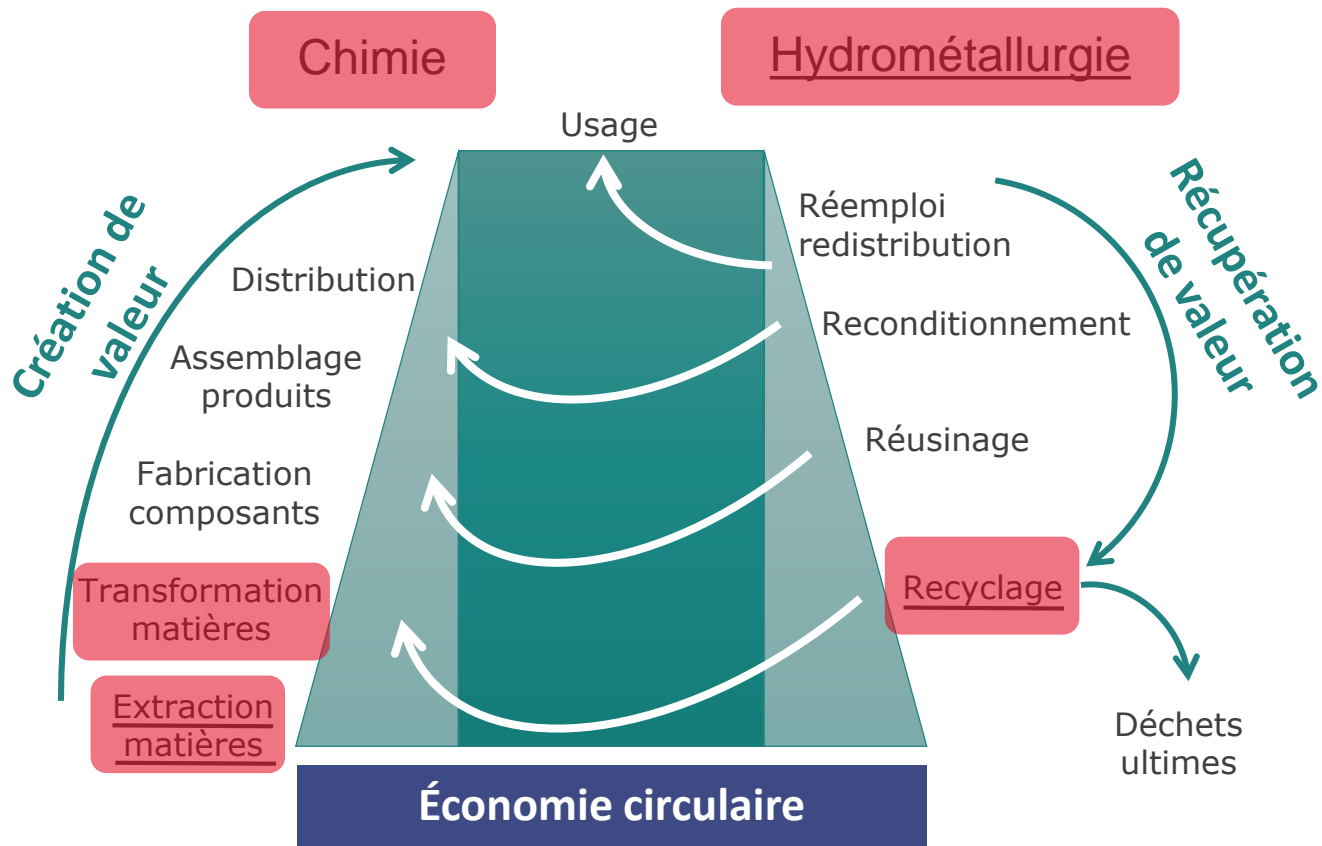 Chimie
Hydrométallurgie
Usage
Création de
valeur
Récupération
de valeur
Réemploi
redistribution
Distribution
Reconditionnement
Assemblage
produits
Réusinage
Fabrication
composants
Transformation
matières
Recyclage
Extraction
matières
Déchets
ultimes
Économie circulaire